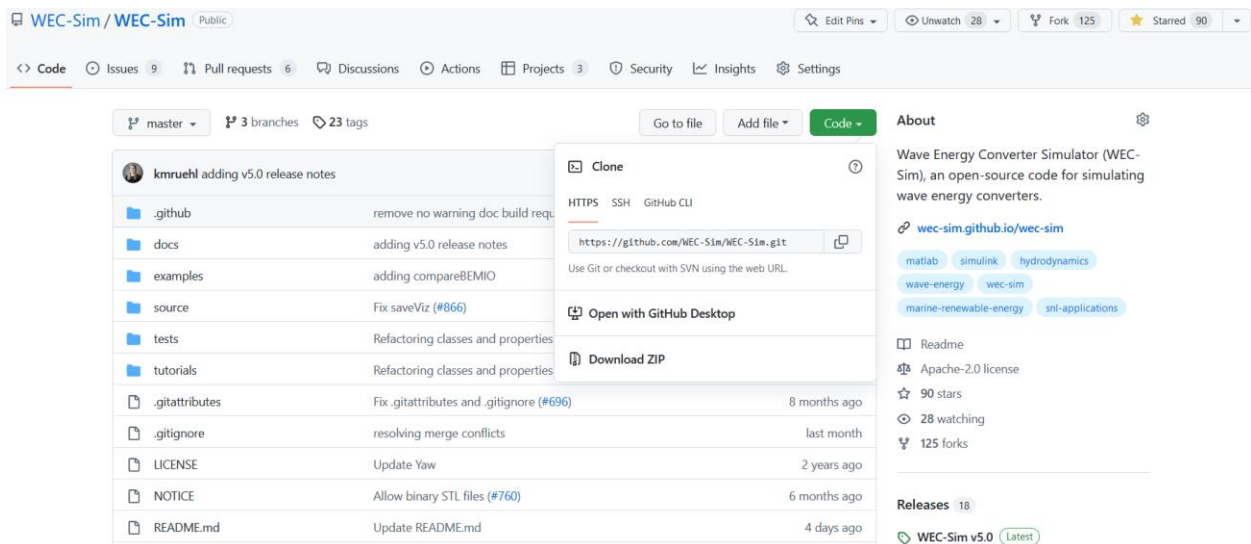 WEC-Sim / WEC-Sim Public
Edit Pins Unwatch 28 Fork 125 Starred 90
<> Code Issues 9 Pull requests 6 Discussions Actions Projects 3 Security Insights Settings
master 3 branches 23 tags Go to file Add file Code
kmruehl adding v5.0 release notes
.github remove no warning doc build requ
docs adding v5.0 release notes
examples adding compareBEMIO
source Fix saveViz (#866)
tests Refactoring classes and properties
tutorials Refactoring classes and properties
.gitattributes Fix .gitattributes and .gitignore (#696) 8 months ago
.gitignore resolving merge conflicts last month
LICENSE Update Yaw 2 years ago
NOTICE Allow binary STL files (#760) 6 months ago
README.md Update README.md 4 days ago
Clone
HTTPS SSH GitHub CLI
https://github.com/WEC-Sim/WEC-Sim.git
Use Git or checkout with SVN using the web URL.
Open with GitHub Desktop
Download ZIP
About
Wave Energy Converter Simulator (WEC-
Sim), an open-source code for simulating
wave energy converters.
wec-sim.github.io/wec-sim
matlab simulink hydrodynamics
wave-energy wec-sim
marine-renewable-energy snl-applications
Readme
Apache-2.0 license
90 stars
28 watching
125 forks
Releases 18
WEC-Sim v5.0 Latest